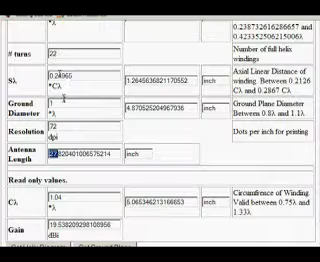 *λ
0.238732616286657 and
0.423352506215006λ
# turns
22
Number of full helix
windings
Sλ
0.24965
*Cλ
1.2645636821170552
inch
Axial Linear Distance of
winding. Between 0.2126
Cλ and 0.2867 Cλ
Ground
Diameter
1
*λ
4.8705255204967936
inch
Ground Plane Diameter
Between 0.8λ and 1.1λ
Resolution
72
dpi
Dots per inch for printing
Antenna
Length
27.820401006575214
inch
Read only values.
Cλ
1.04
*λ
5.065346213166653
inch
Circumfrence of Winding.
Valid between 0.75λ and
1.33λ
Gain
19.538209298108956
dBi